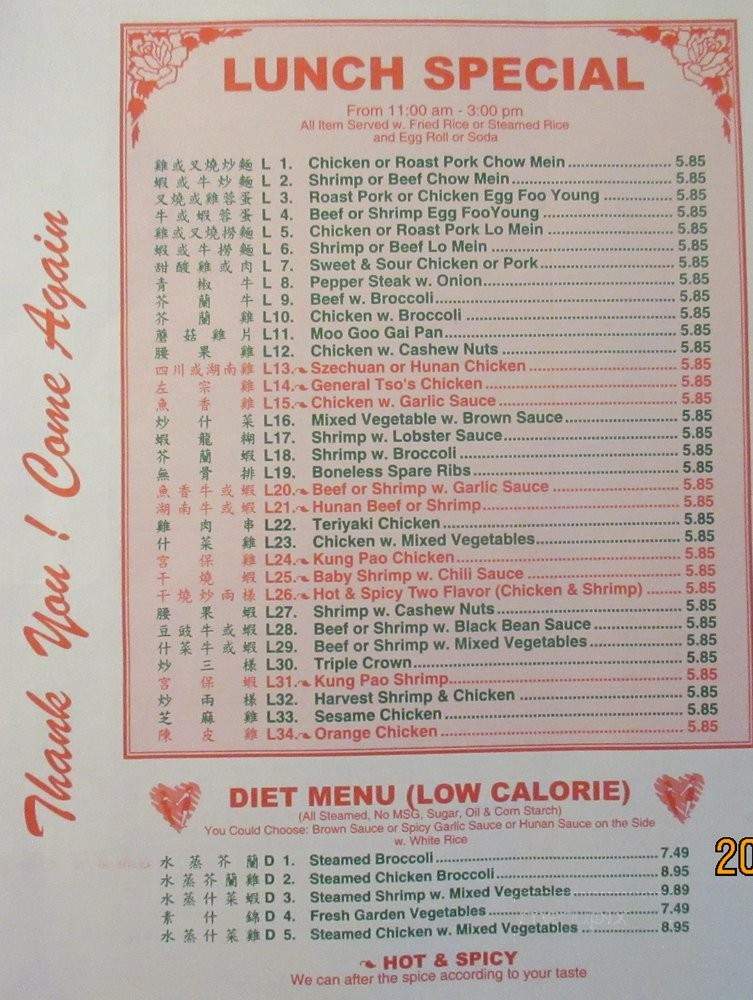 LUNCH SPECIAL
From 11:00 am - 3:00 pm
All Item Served w. Fried Rice or Steamed Rice
and Egg Roll or Soda
雞或叉燒炒麵 L 1. Chicken or Roast Pork Chow Mein 5.85
蝦或牛炒麵 L 2. Shrimp or Beef Chow Mein 5.85
叉燒或雞蓉蛋 L 3. Roast Pork or Chicken Egg Foo Young 5.85
牛或蝦蓉蛋 L 4. Beef or Shrimp Egg FooYoung 5.85
雞或叉燒撈麵 L 5. Chicken or Roast Pork Lo Mein 5.85
蝦或牛撈麵 L 6. Shrimp or Beef Lo Mein 5.85
甜酸雞或肉 L 7. Sweet & Sour Chicken or Pork 5.85
青椒牛 L 8. Pepper Steak w. Onion 5.85
芥蘭牛 L 9. Beef w. Broccoli 5.85
芥蘭雞 L10. Chicken w. Broccoli 5.85
蘑菇雞片 L11. Moo Goo Gai Pan 5.85
腰果雞 L12. Chicken w. Cashew Nuts 5.85
四川或湖南雞 L13. Szechuan or Hunan Chicken 5.85
左宗雞 L14. General Tso's Chicken 5.85
魚香雞 L15. Chicken w. Garlic Sauce 5.85
炒什菜 L16. Mixed Vegetable w. Brown Sauce 5.85
蝦龍糊 L17. Shrimp w. Lobster Sauce 5.85
芥蘭蝦 L18. Shrimp w. Broccoli 5.85
無骨排 L19. Boneless Spare Ribs 5.85
魚香牛或蝦 L20. Beef or Shrimp w. Garlic Sauce 5.85
湖南牛或蝦 L21. Hunan Beef or Shrimp 5.85
雞肉串 L22. Teriyaki Chicken 5.85
什菜雞 L23. Chicken w. Mixed Vegetables 5.85
宮保雞 L24. Kung Pao Chicken 5.85
干燒蝦 L25. Baby Shrimp w. Chili Sauce 5.85
干燒炒兩樣 L26. Hot & Spicy Two Flavor (Chicken & Shrimp) 5.85
腰果蝦 L27. Shrimp w. Cashew Nuts 5.85
豆豉牛或蝦 L28. Beef or Shrimp w. Black Bean Sauce 5.85
什菜牛或蝦 L29. Beef or Shrimp w. Mixed Vegetables 5.85
炒三樣 L30. Triple Crown 5.85
宮保蝦 L31. Kung Pao Shrimp 5.85
炒兩樣 L32. Harvest Shrimp & Chicken 5.85
芝麻雞 L33. Sesame Chicken 5.85
陳皮雞 L34. Orange Chicken 5.85
Thank You ! Come Again
DIET MENU (LOW CALORIE)
(All Steamed, No MSG, Sugar, Oil & Corn Starch)
You Could Choose: Brown Sauce or Spicy Garlic Sauce or Hunan Sauce on the Side
w. White Rice
水蒸芥蘭 D 1. Steamed Broccoli 7.49
水蒸芥蘭雞 D 2. Steamed Chicken Broccoli 8.95
水蒸什菜蝦 D 3. Steamed Shrimp w. Mixed Vegetables 9.89
素什錦 D 4. Fresh Garden Vegetables 7.49
水蒸什菜雞 D 5. Steamed Chicken w. Mixed Vegetables 8.95
HOT & SPICY
We can after the spice according to your taste
20